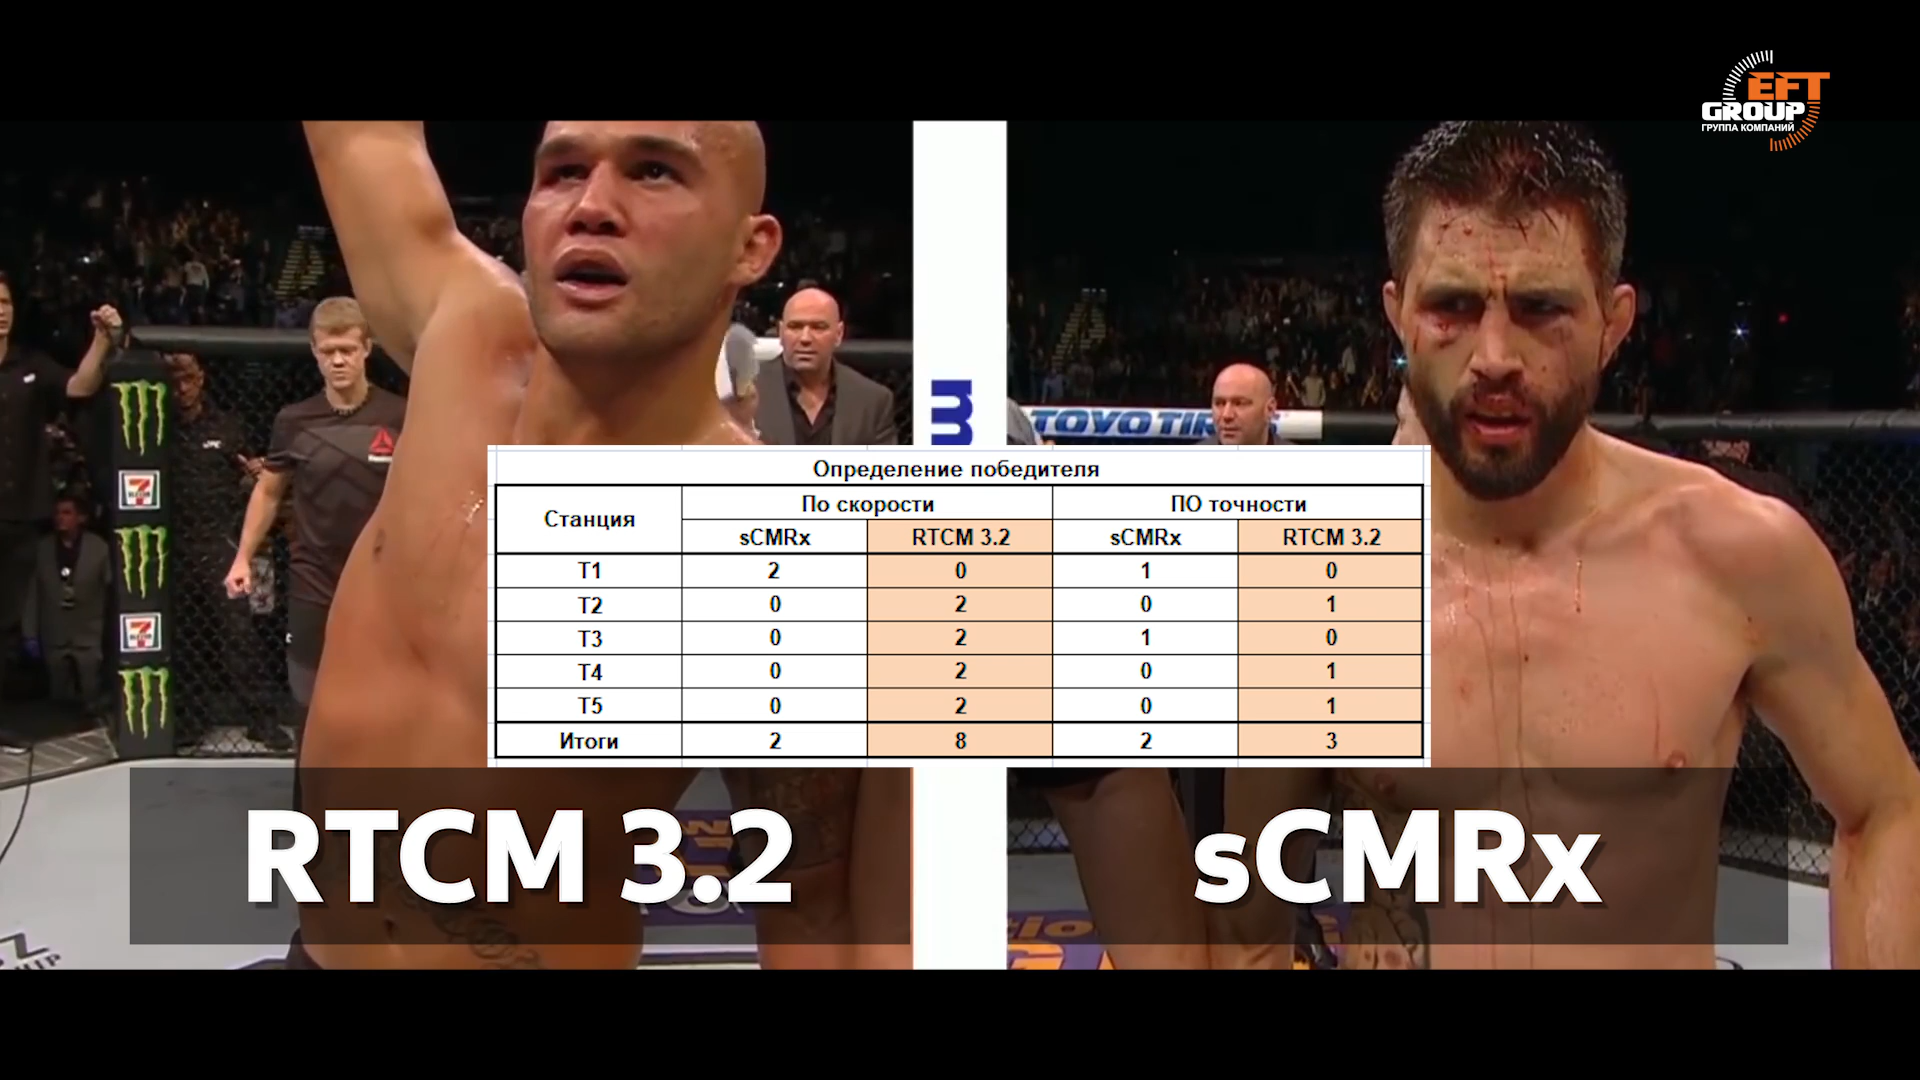 EFT
GROUP
ГРУППА КОМПАНИЙ
m
TOYO TIR
Определение победителя
Станция
По скорости
ПО точности
sCMRx
RTCM 3.2
sCMRx
RTCM 3.2
T1 2 0 1 0
T2 0 2 0 1
T3 0 2 1 0
T4 0 2 0 1
T5 0 2 0 1
Итоги 2 8 2 3
RTCM 3.2
sCMRx